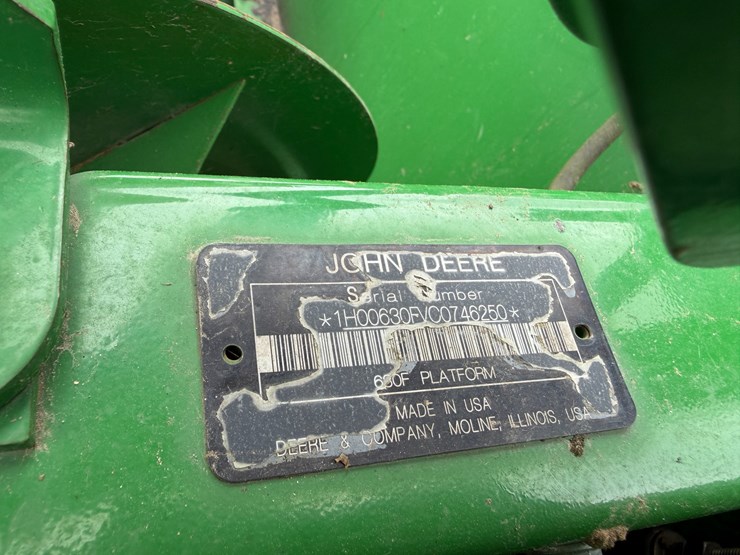 JOHN DEERE
Serial Number
*1H00630FVC0746250*
630F PLATFORM
MADE IN USA
DEERE & COMPANY, MOLINE, ILLINOIS, USA